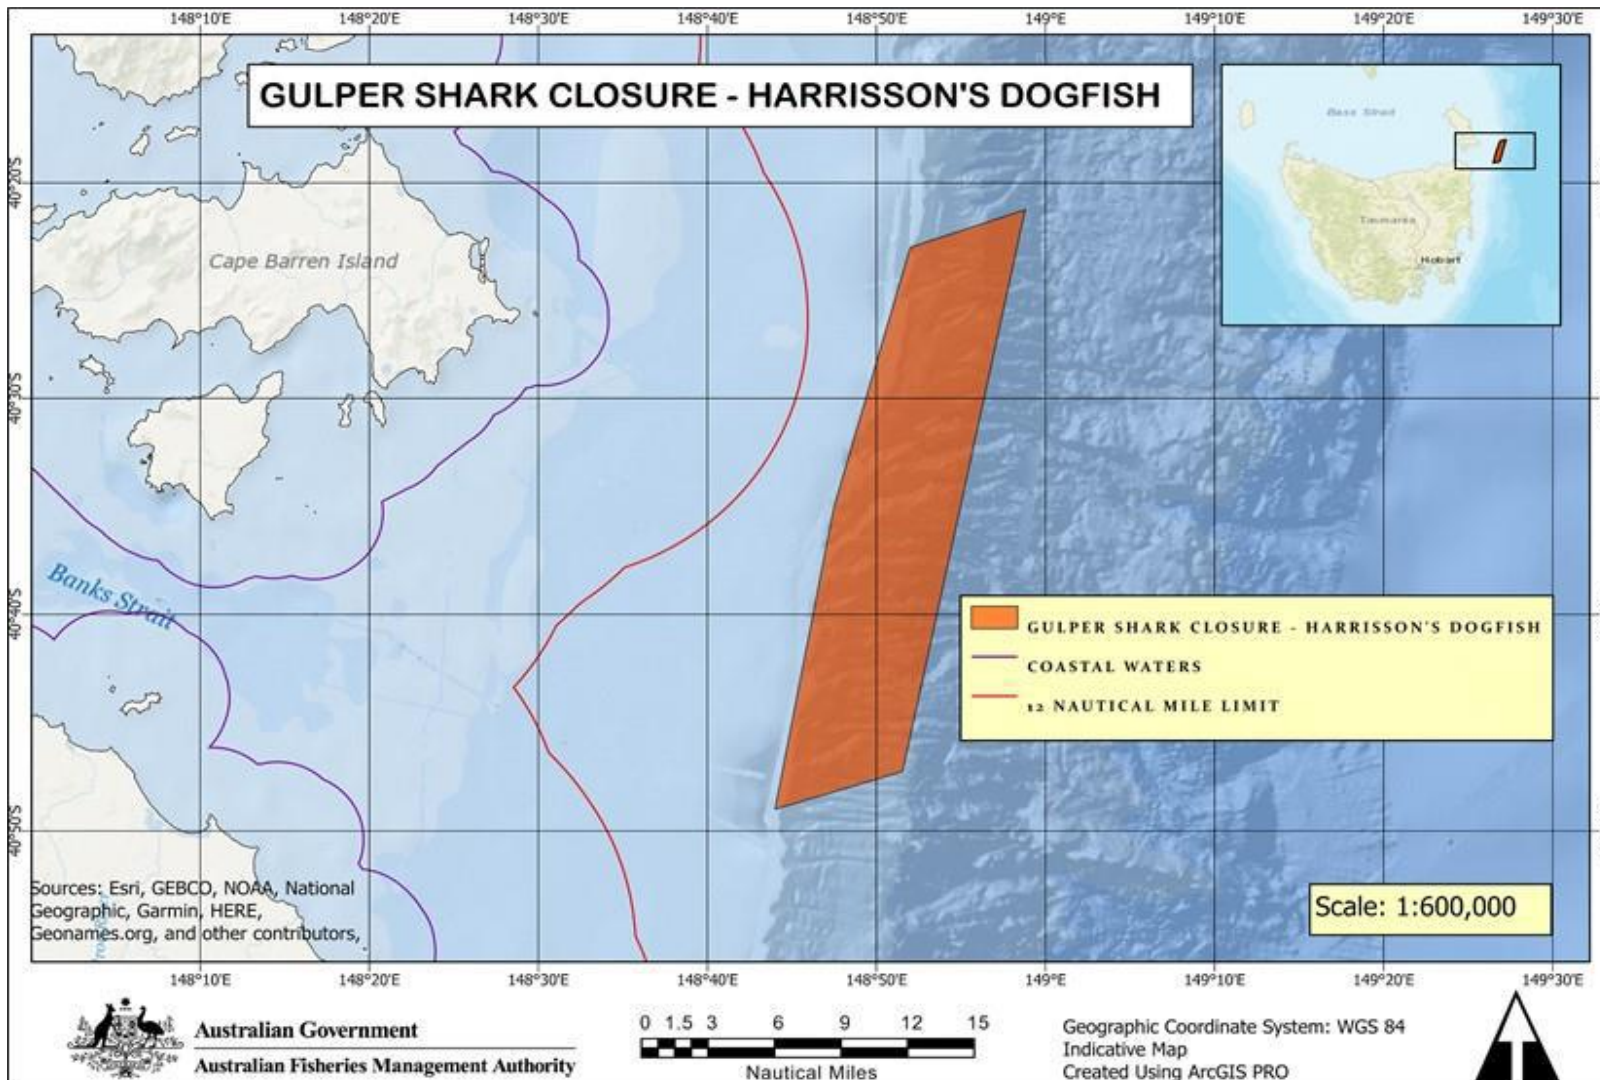 148°10'E 148°20'E 148°30'E 148°40'E 148°50'E 149°E 149°10'E 149°20'E 149°30'E
GULPER SHARK CLOSURE - HARRISSON'S DOGFISH
Bass Strait
Tasmania
Hobart
40°20'S
Cape Barren Island
40°30'S
Banks Strait
40°40'S
GULPER SHARK CLOSURE - HARRISSON'S DOGFISH
COASTAL WATERS
12 NAUTICAL MILE LIMIT
40°50'S
Sources: Esri, GEBCO, NOAA, National
Geographic, Garmin, HERE,
Geonames.org, and other contributors,
Scale: 1:600,000
148°10'E 148°20'E 148°30'E 148°40'E 148°50'E 149°E 149°10'E 149°20'E 149°30'E
Australian Government
Australian Fisheries Management Authority
0 1.5 3 6 9 12 15
Nautical Miles
Geographic Coordinate System: WGS 84
Indicative Map
Created Using ArcGIS PRO